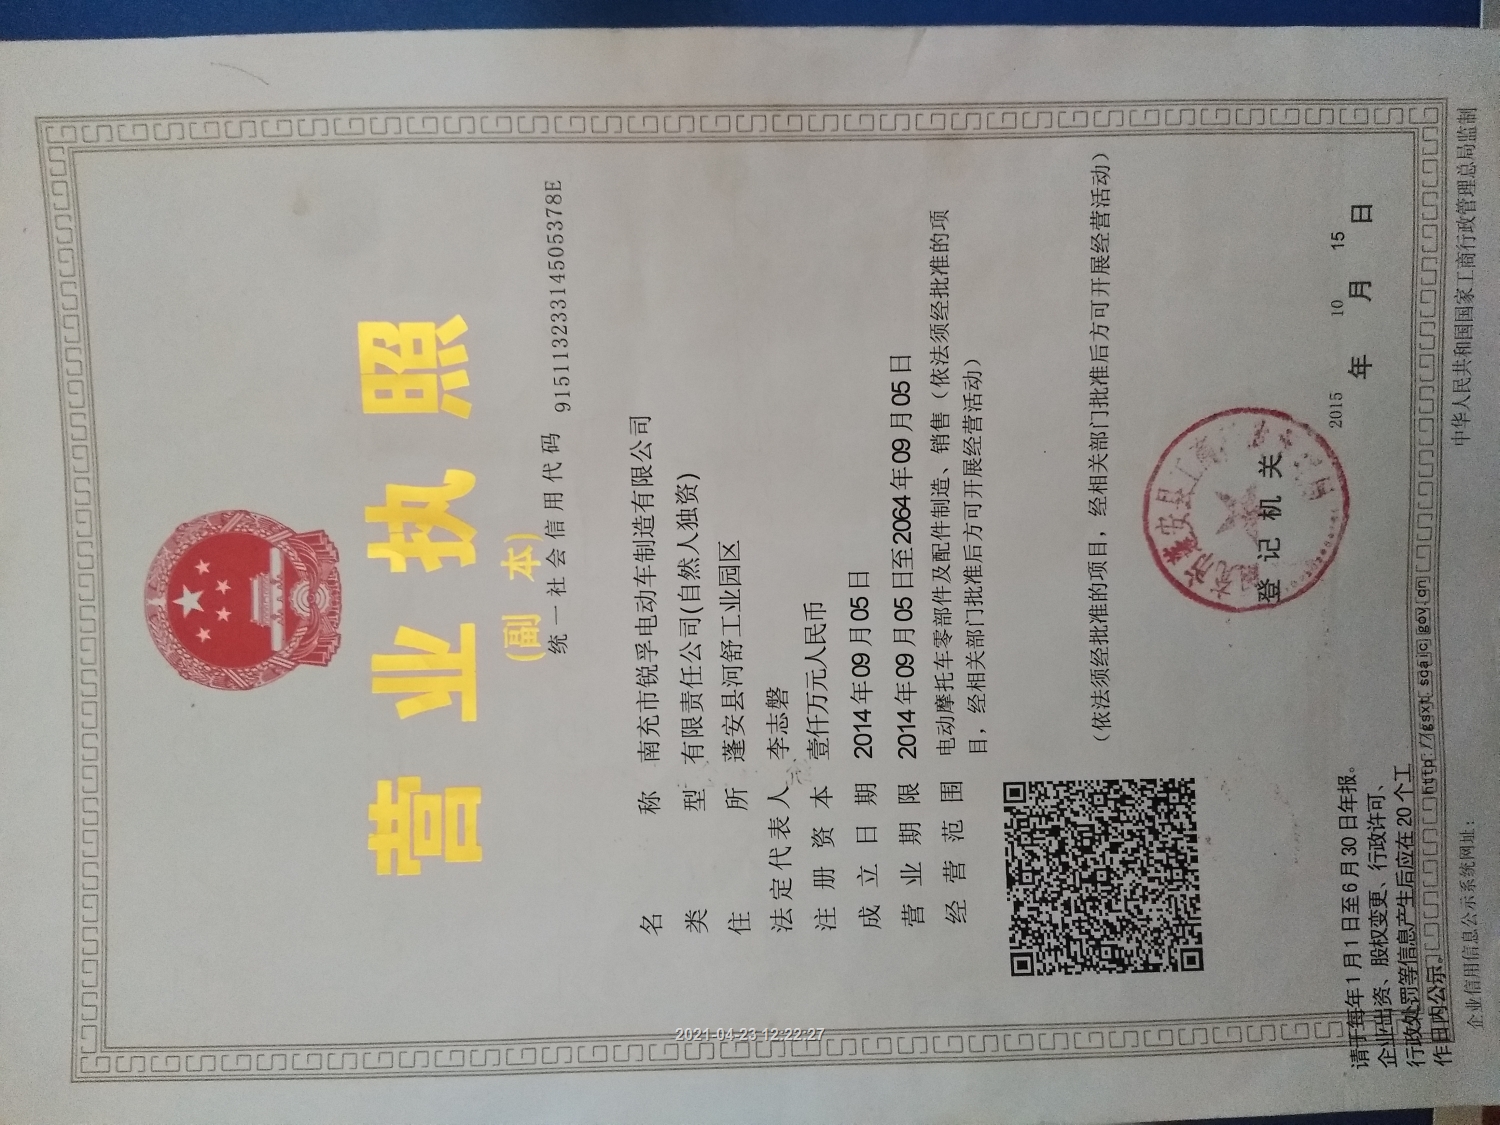 营业执照
(副 本)
统一社会信用代码 91511323314505378E
名称 南充市锐孚电动车制造有限公司
类型 有限责任公司(自然人独资)
住所 蓬安县河舒工业园区
法定代表人 李志磐
注册资本 壹仟万元人民币
成立日期 2014年09月05日
营业期限 2014年09月05日至2064年09月05日
经营范围 电动摩托车零部件及配件制造、销售（依法须经批准的项
目，经相关部门批准后方可开展经营活动）
（依法须经批准的项目，经相关部门批准后方可开展经营活动）
登记机关
2015年10月15日
请于每年1月1日至6月30日年报。
企业出资、股权变更、行政许可、
行政处罚等信息产生后应在20个工
作日内公示。
http://gsxt.scaic.gov.cn
企业信用信息公示系统网址：
中华人民共和国国家工商行政管理总局监制
2021-04-23 12:22:27